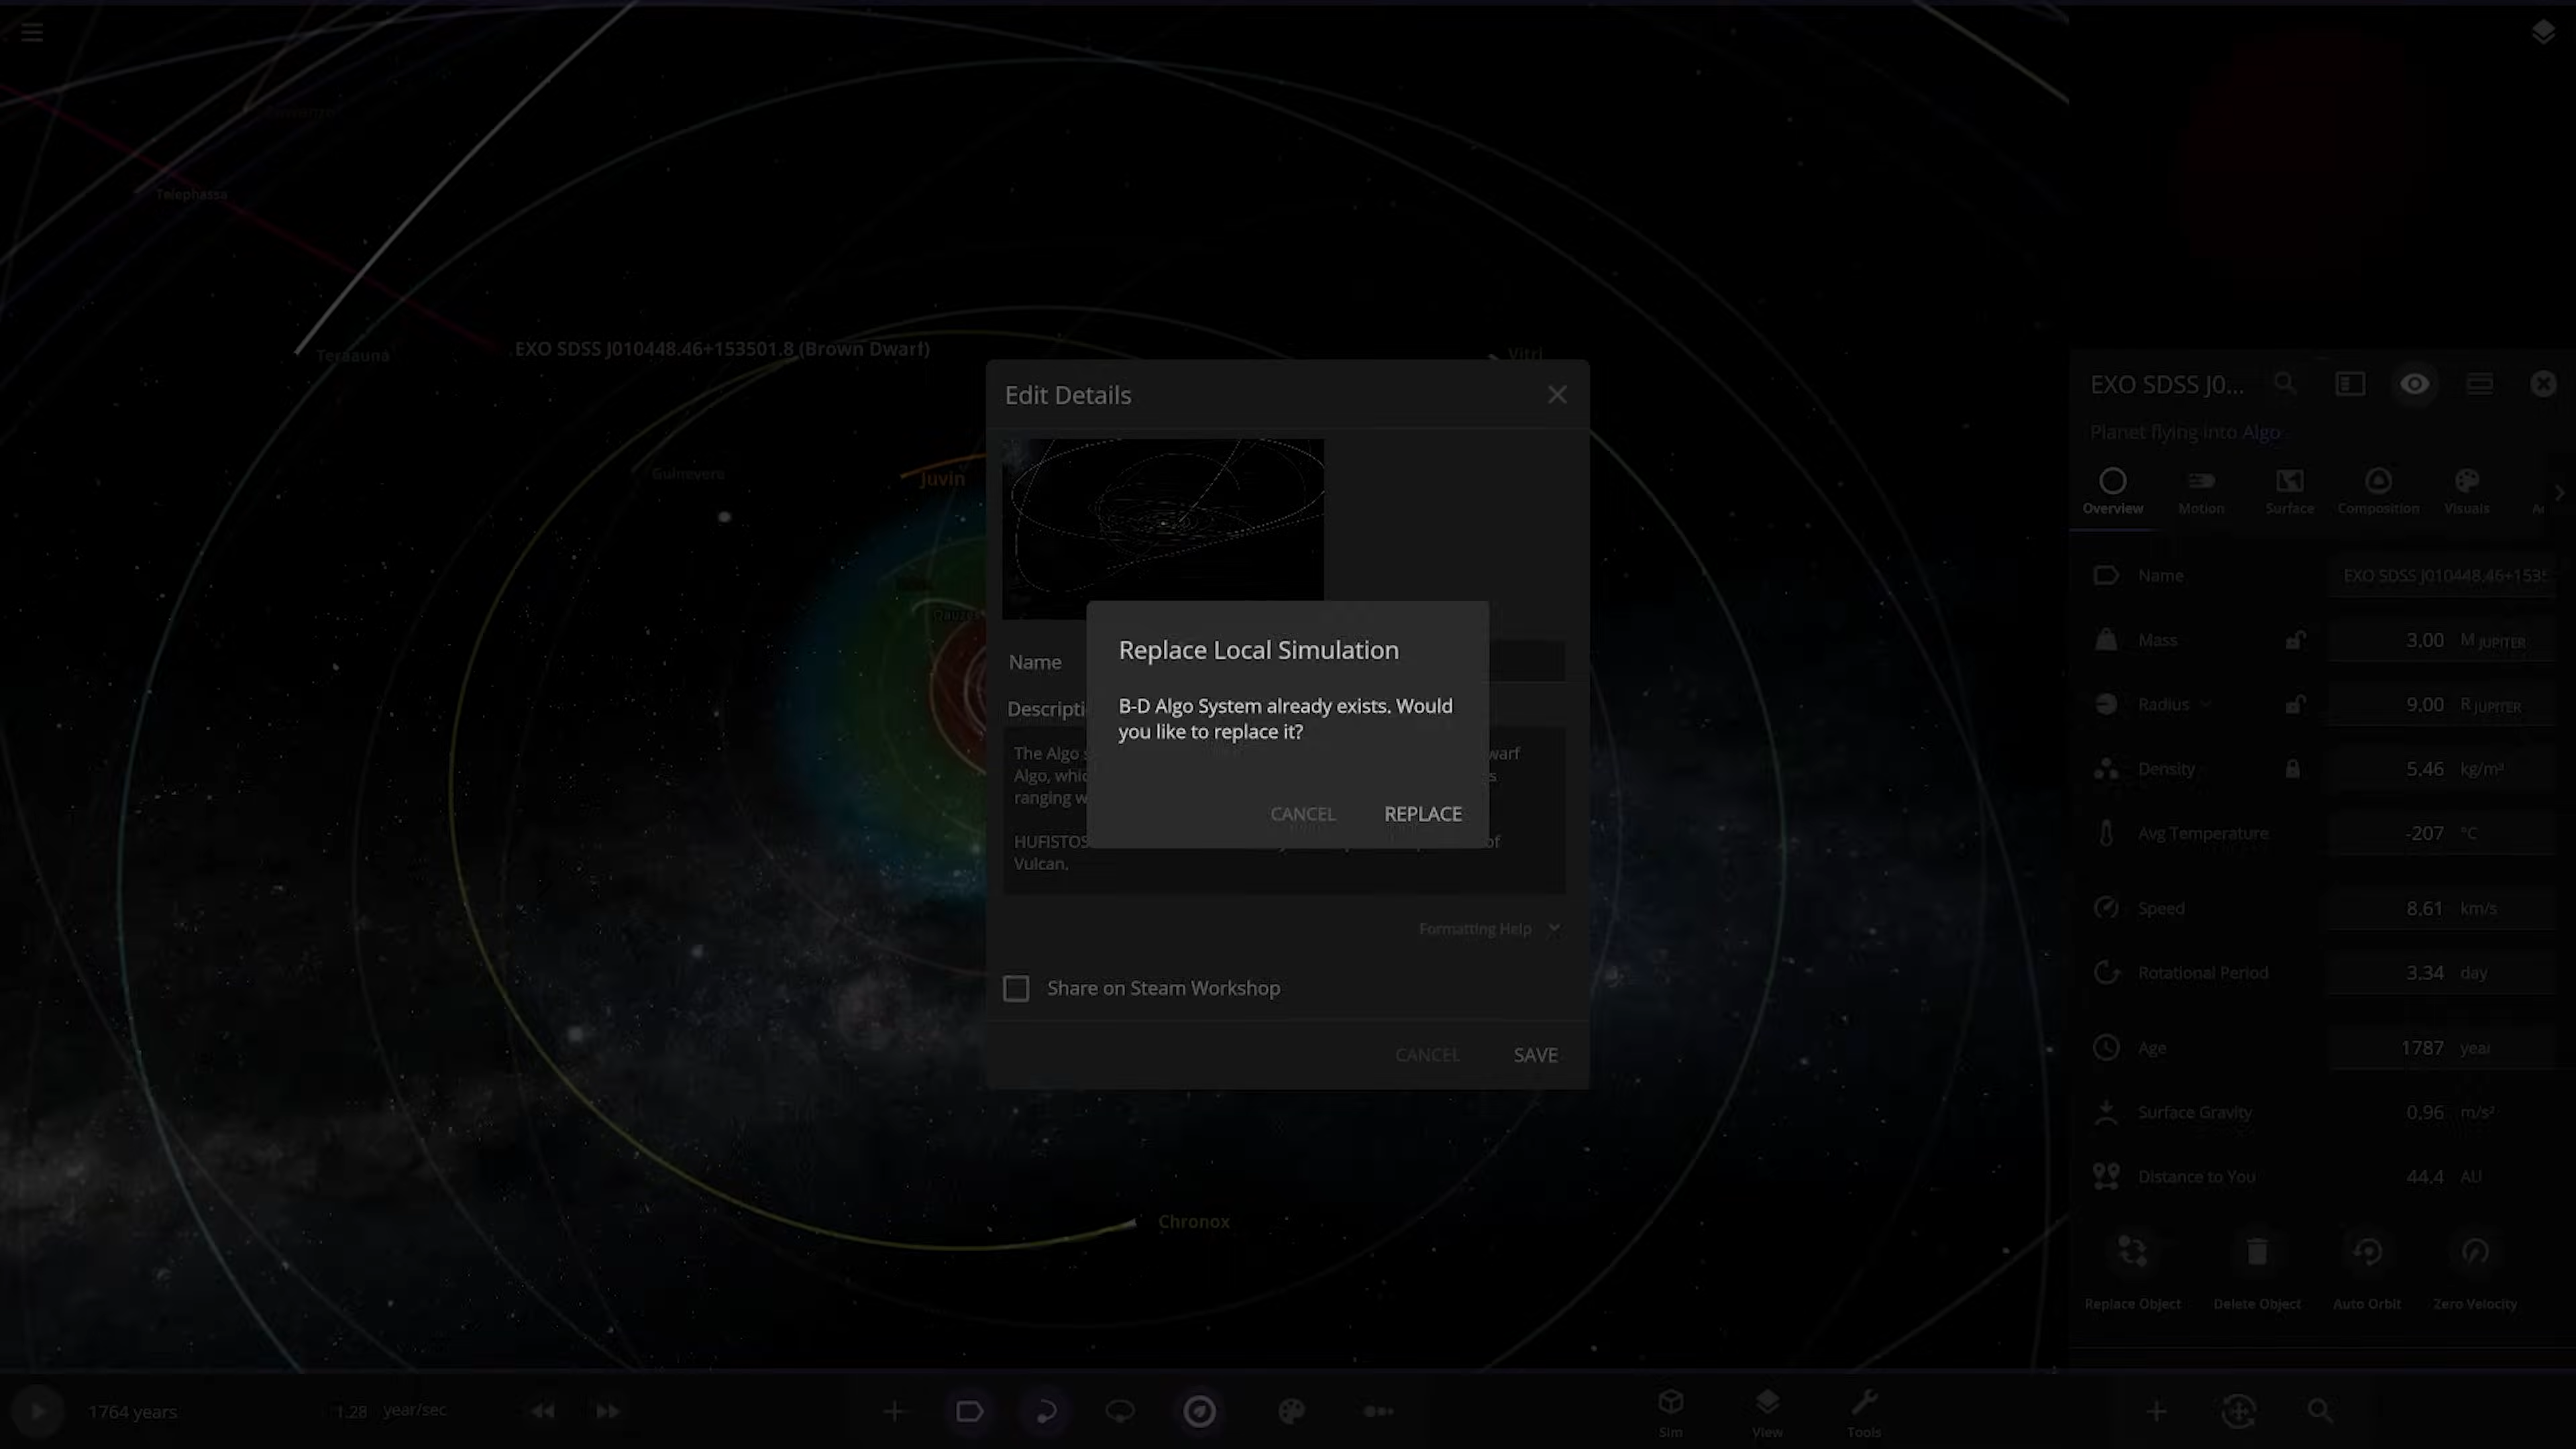 Telephassa
Teraauna
EXO SDSS J010448.46+153501.8 (Brown Dwarf)
Vitri
Guinevere
Juvin
Chronox
Edit Details
Name
Descripti
The Algo s
warf
Algo, whic
s
ranging w
HUFISTOS
of
Vulcan,
Formatting Help
Share on Steam Workshop
CANCEL SAVE
Replace Local Simulation
B-D Algo System already exists. Would
you like to replace it?
CANCEL REPLACE
EXO SDSS J0...
Planet flying into Algo
Overview Motion Surface Composition Visuals
Name EXO SDSS J010448.46+153
Mass 3.00 M JUPITER
Radius 9.00 R JUPITER
Density 5.46 kg/m³
Avg Temperature -207 °C
Speed 8.61 km/s
Rotational Period 3.34 day
Age 1787 year
Surface Gravity 0.96 m/s²
Distance to You 44.4 AU
Replace Object Delete Object Auto Orbit Zero Velocity
1764 years 1.28 year/sec
Sim View Tools